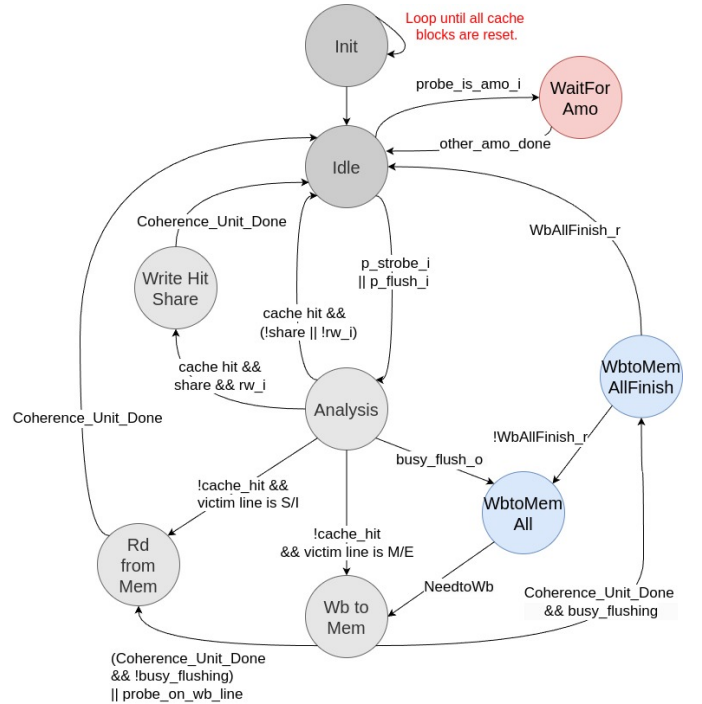 Loop until all cache
blocks are reset.
Init
probe_is_amo_i
WaitFor
Amo
other_amo_done
Idle
Coherence_Unit_Done
WbAllFinish_r
p_strobe_i
|| p_flush_i
Write Hit
Share
cache hit &&
(!share || !rw_i)
cache hit &&
share && rw_i
WbtoMem
AllFinish
Analysis
Coherence_Unit_Done
!WbAllFinish_r
busy_flush_o
!cache_hit &&
victim line is S/I
WbtoMem
All
!cache_hit
&& victim line is M/E
Rd
from
Mem
NeedtoWb
Coherence_Unit_Done
&& busy_flushing
Wb to
Mem
(Coherence_Unit_Done
&& !busy_flushing)
|| probe_on_wb_line